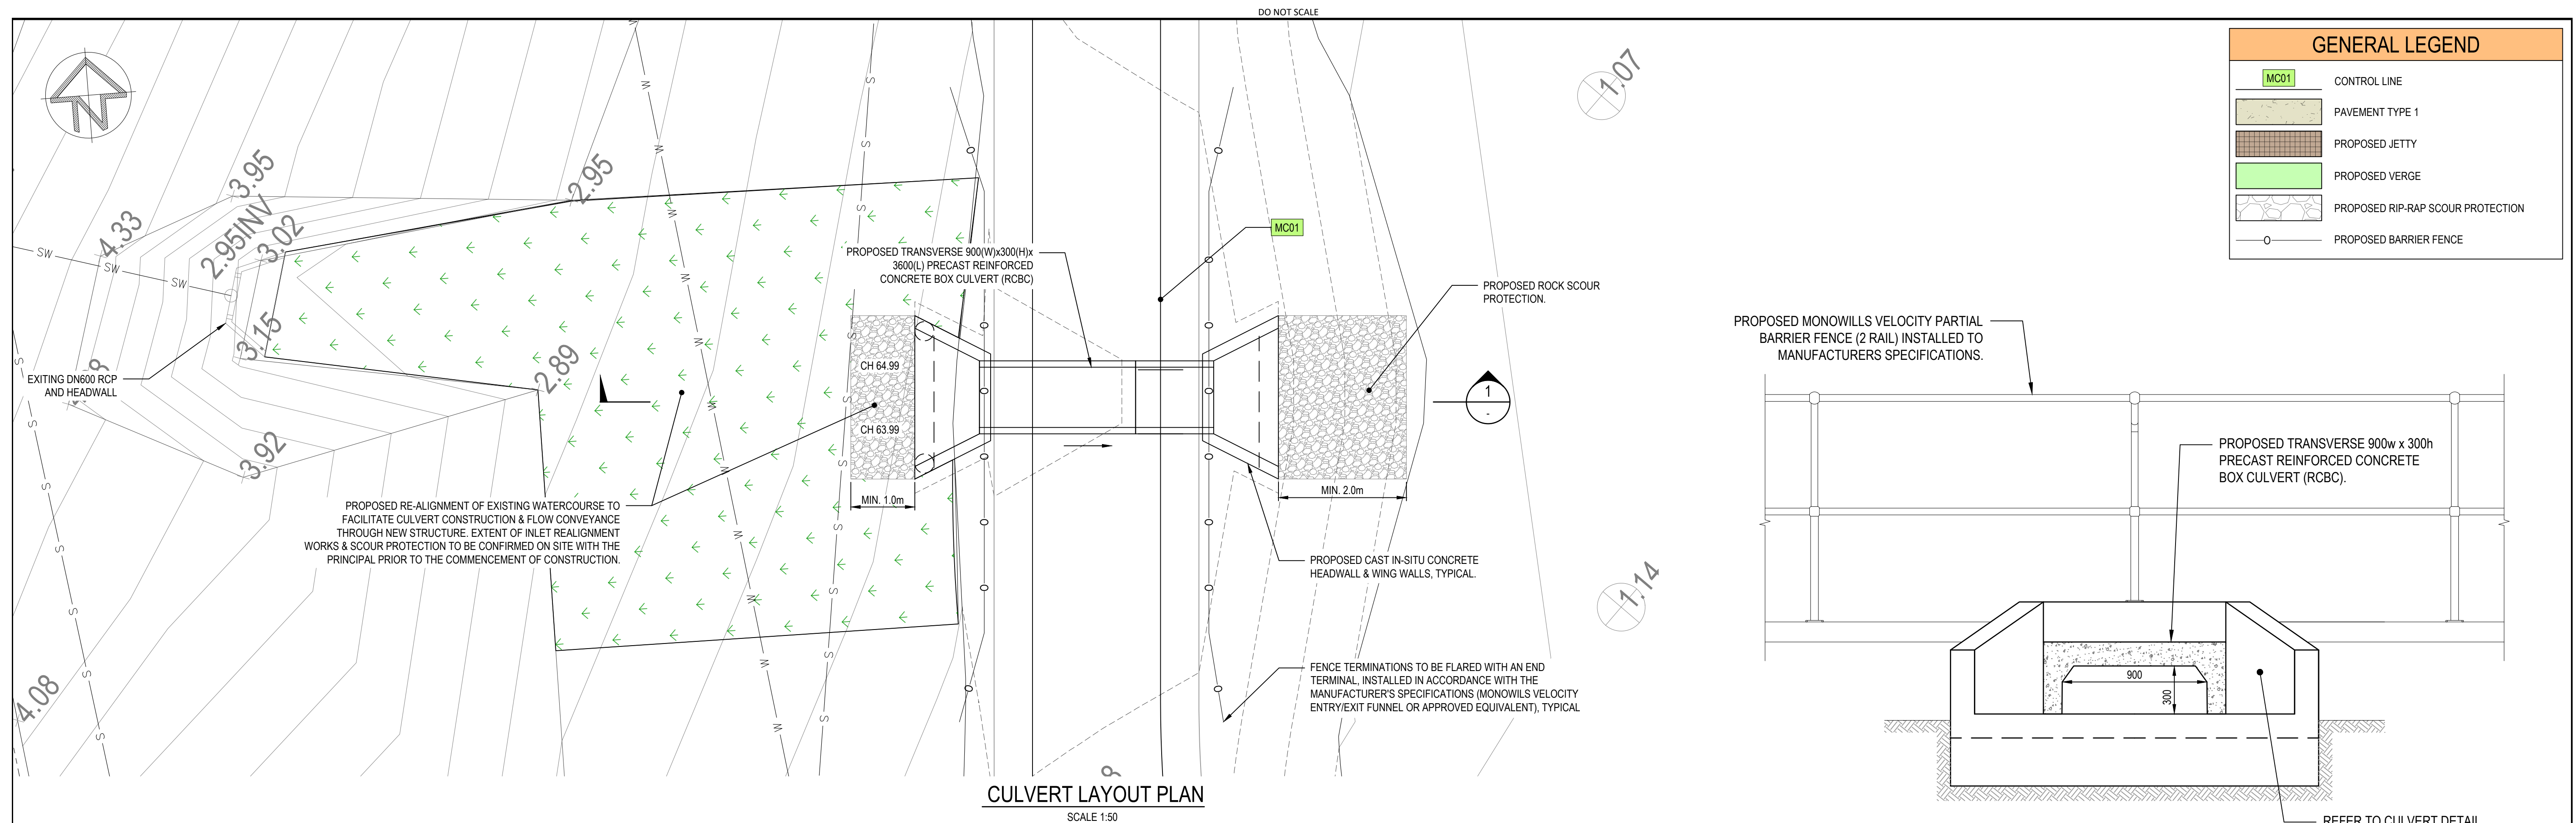 DO NOT SCALE
GENERAL LEGEND
MC01
CONTROL LINE
PAVEMENT TYPE 1
PROPOSED JETTY
PROPOSED VERGE
PROPOSED RIP-RAP SCOUR PROTECTION
O
PROPOSED BARRIER FENCE
N
1.07
3.95
2.95
4.33
2.95INV
3.02
SW
SW
SW
3.15
2.89
3.92
4.08
1.14
EXITING DN600 RCP
AND HEADWALL
PROPOSED TRANSVERSE 900(W)x300(H)x
3600(L) PRECAST REINFORCED
CONCRETE BOX CULVERT (RCBC)
MC01
PROPOSED ROCK SCOUR
PROTECTION.
CH 64.99
CH 63.99
1
-
MIN. 1.0m
MIN. 2.0m
PROPOSED RE-ALIGNMENT OF EXISTING WATERCOURSE TO
FACILITATE CULVERT CONSTRUCTION & FLOW CONVEYANCE
THROUGH NEW STRUCTURE. EXTENT OF INLET REALIGNMENT
WORKS & SCOUR PROTECTION TO BE CONFIRMED ON SITE WITH THE
PRINCIPAL PRIOR TO THE COMMENCEMENT OF CONSTRUCTION.
PROPOSED CAST IN-SITU CONCRETE
HEADWALL & WING WALLS, TYPICAL.
FENCE TERMINATIONS TO BE FLARED WITH AN END
TERMINAL, INSTALLED IN ACCORDANCE WITH THE
MANUFACTURER'S SPECIFICATIONS (MONOWILS VELOCITY
ENTRY/EXIT FUNNEL OR APPROVED EQUIVALENT), TYPICAL
CULVERT LAYOUT PLAN
SCALE 1:50
PROPOSED MONOWILLS VELOCITY PARTIAL
BARRIER FENCE (2 RAIL) INSTALLED TO
MANUFACTURERS SPECIFICATIONS.
PROPOSED TRANSVERSE 900w x 300h
PRECAST REINFORCED CONCRETE
BOX CULVERT (RCBC).
900
300
REFER TO CULVERT DETAIL